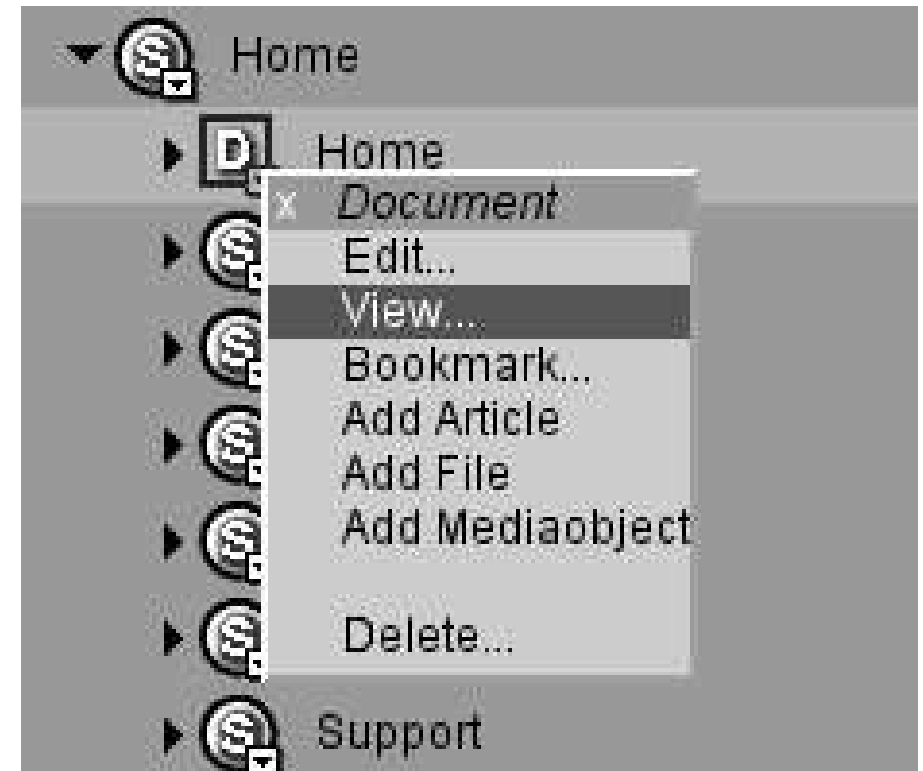 S Home
D Home
x Document
S Edit...
View...
S Bookmark...
S Add Article
Add File
S Add Mediaobject
S Delete...
S Support